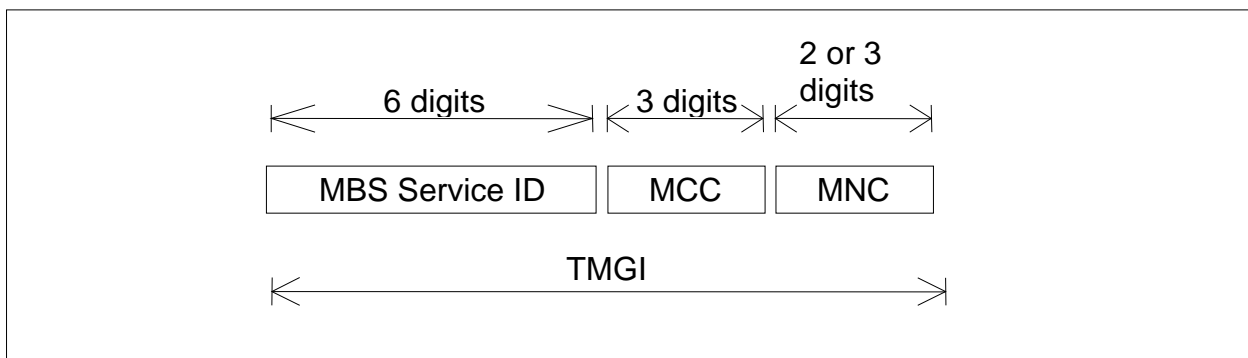 2 or 3
digits
6 digits
3 digits
MBS Service ID
MCC
MNC
TMGI